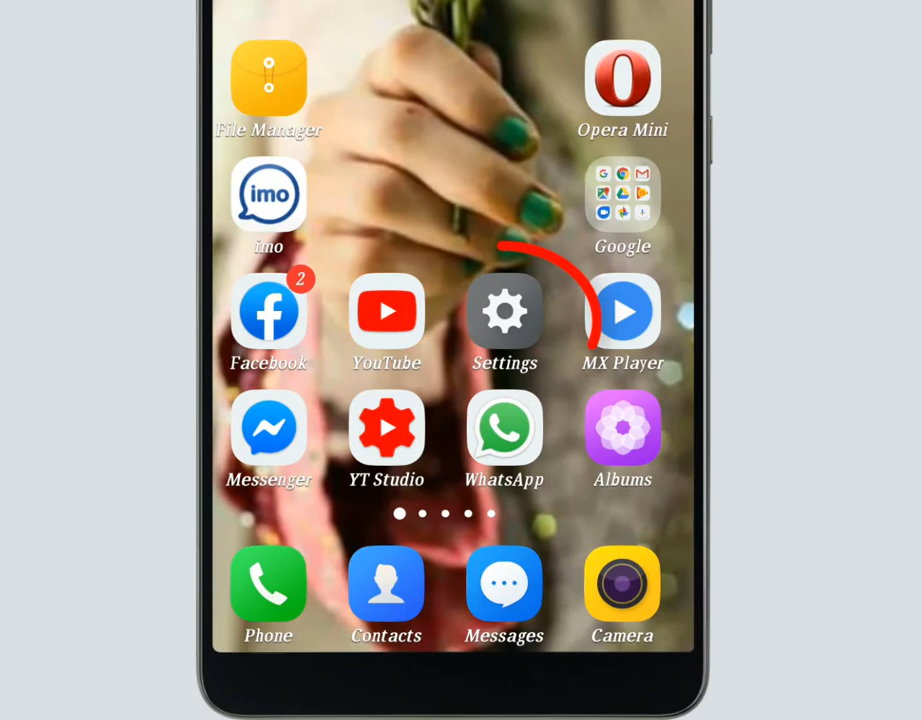 File Manager
Opera Mini
imo
imo
Google
2
Facebook
YouTube
Settings
MX Player
Messenger
YT Studio
WhatsApp
Albums
Phone
Contacts
Messages
Camera